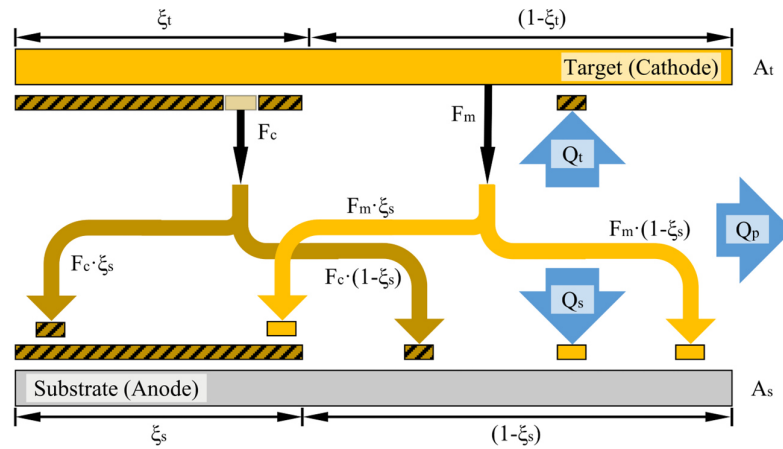 ξt
(1-ξt)
Target (Cathode)
At
Fc
Fm
Qt
Fm·ξs
Fm·(1-ξs)
Qp
Fc·ξs
Fc·(1-ξs)
Qs
Substrate (Anode)
As
ξs
(1-ξs)